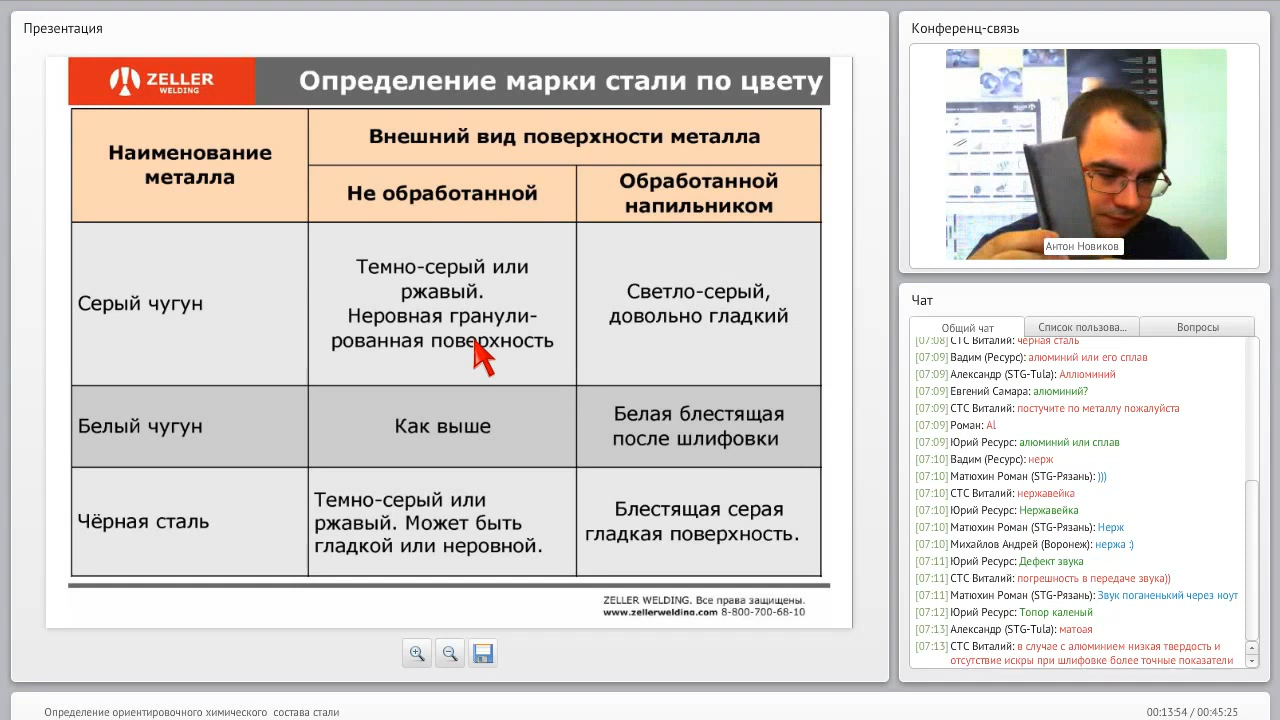 Презентация
ZELLER
WELDING
Определение марки стали по цвету
Наименование
металла
Внешний вид поверхности металла
Не обработанной
Обработанной
напильником
Серый чугун
Темно-серый или
ржавый.
Неровная гранули-
рованная поверхность
Светло-серый,
довольно гладкий
Белый чугун
Как выше
Белая блестящая
после шлифовки
Чёрная сталь
Темно-серый или
ржавый. Может быть
гладкой или неровной.
Блестящая серая
гладкая поверхность.
ZELLER WELDING. Все права защищены.
www.zellerwelding.com 8-800-700-68-10
Конференц-связь
Антон Новиков
Чат
Общий чат
Список пользова...
Вопросы
[07:08] СТС Виталий: чёрная сталь
[07:09] Вадим (Ресурс): алюминий или его сплав
[07:09] Александр (STG-Tula): Аллюминий
[07:09] Евгений Самара: алюминий?
[07:09] СТС Виталий: постучите по металлу пожалуйста
[07:09] Роман: Al
[07:09] Юрий Ресурс: алюминий или сплав
[07:10] Вадим (Ресурс): нерж
[07:10] Матюхин Роман (STG-Рязань): )))
[07:10] СТС Виталий: нержавейка
[07:10] Юрий Ресурс: Нержавейка
[07:10] Матюхин Роман (STG-Рязань): Нерж
[07:10] Михайлов Андрей (Воронеж): нержа :)
[07:11] Юрий Ресурс: Дефект звука
[07:11] СТС Виталий: погрешность в передаче звука))
[07:11] Матюхин Роман (STG-Рязань): Звук поганенький через ноут
[07:12] Юрий Ресурс: Топор каленый
[07:13] Александр (STG-Tula): матоая
[07:13] СТС Виталий: в случае с алюминием низкая твердость и
отсутствие искры при шлифовке более точные показатели
Определение ориентировочного химического состава стали
00:13:54 / 00:45:25